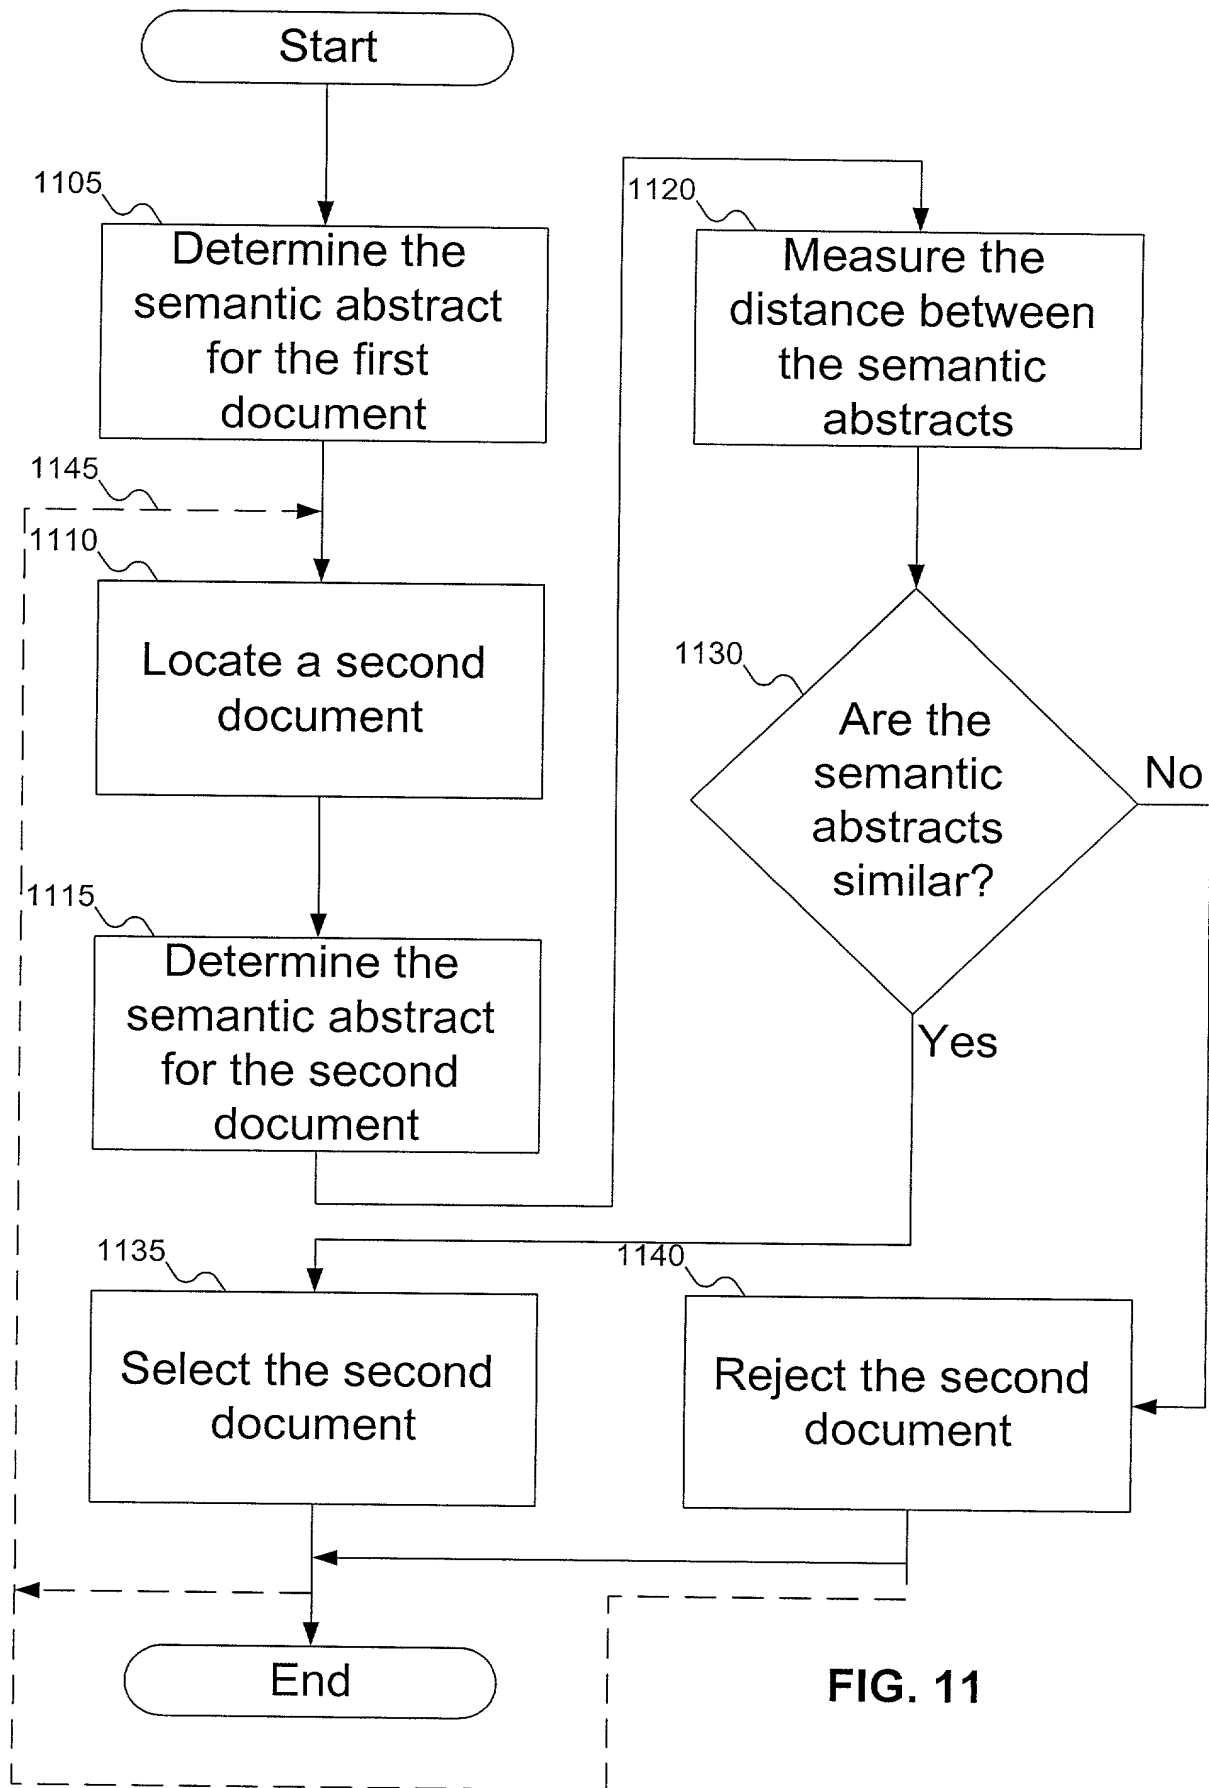 Start
1105
Determine the
semantic abstract
for the first
document
1145
1110
Locate a second
document
1115
Determine the
semantic abstract
for the second
document
1120
Measure the
distance between
the semantic
abstracts
1130
Are the
semantic
abstracts
similar?
No
Yes
1135
Select the second
document
1140
Reject the second
document
End
FIG. 11